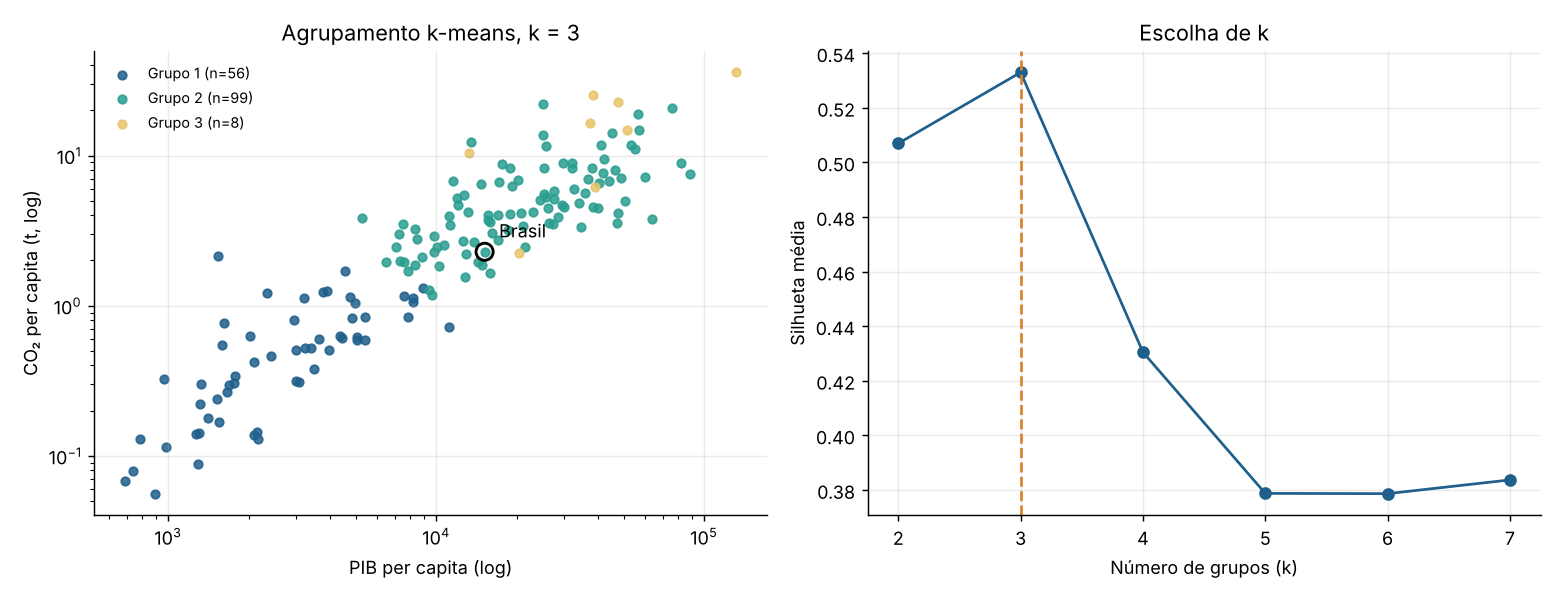 Agrupamento k-means, k = 3
Grupo 1 (n=56)
Grupo 2 (n=99)
Grupo 3 (n=8)
Brasil
10¹
10⁰
10⁻¹
CO₂ per capita (t, log)
10³ 10⁴ 10⁵
PIB per capita (log)
Escolha de k
0.54
0.52
0.50
0.48
0.46
0.44
0.42
0.40
0.38
Silhueta média
2 3 4 5 6 7
Número de grupos (k)